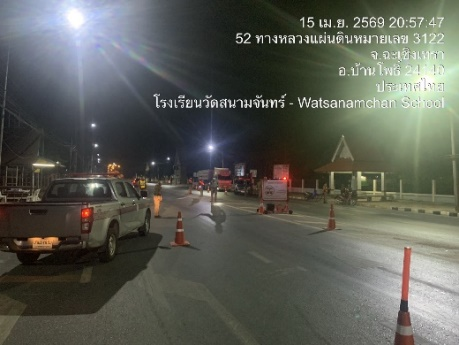 15 เม.ย. 2569 20:57:47
52 ทางหลวงแผ่นดินหมายเลข 3122
จ.ฉะเชิงเทรา
อ.บ้านโพธิ์ 24140
ประเทศไทย
โรงเรียนวัดสนามจันทร์ - Watsanamchan School